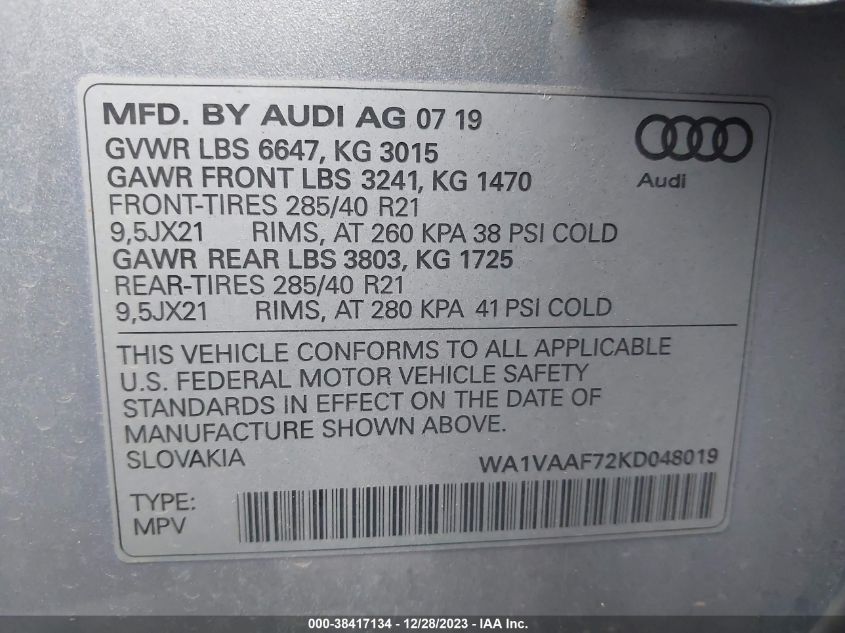 MFD. BY AUDI AG 07 19
GVWR LBS 6647, KG 3015
GAWR FRONT LBS 3241, KG 1470
FRONT-TIRES 285/40 R21
9,5JX21 RIMS, AT 260 KPA 38 PSI COLD
GAWR REAR LBS 3803, KG 1725
REAR-TIRES 285/40 R21
9,5JX21 RIMS, AT 280 KPA 41 PSI COLD
Audi
THIS VEHICLE CONFORMS TO ALL APPLICABLE
U.S. FEDERAL MOTOR VEHICLE SAFETY
STANDARDS IN EFFECT ON THE DATE OF
MANUFACTURE SHOWN ABOVE.
SLOVAKIA WA1VAAF72KD048019
TYPE:
MPV
000-38417134 - 12/28/2023 - IAA Inc.